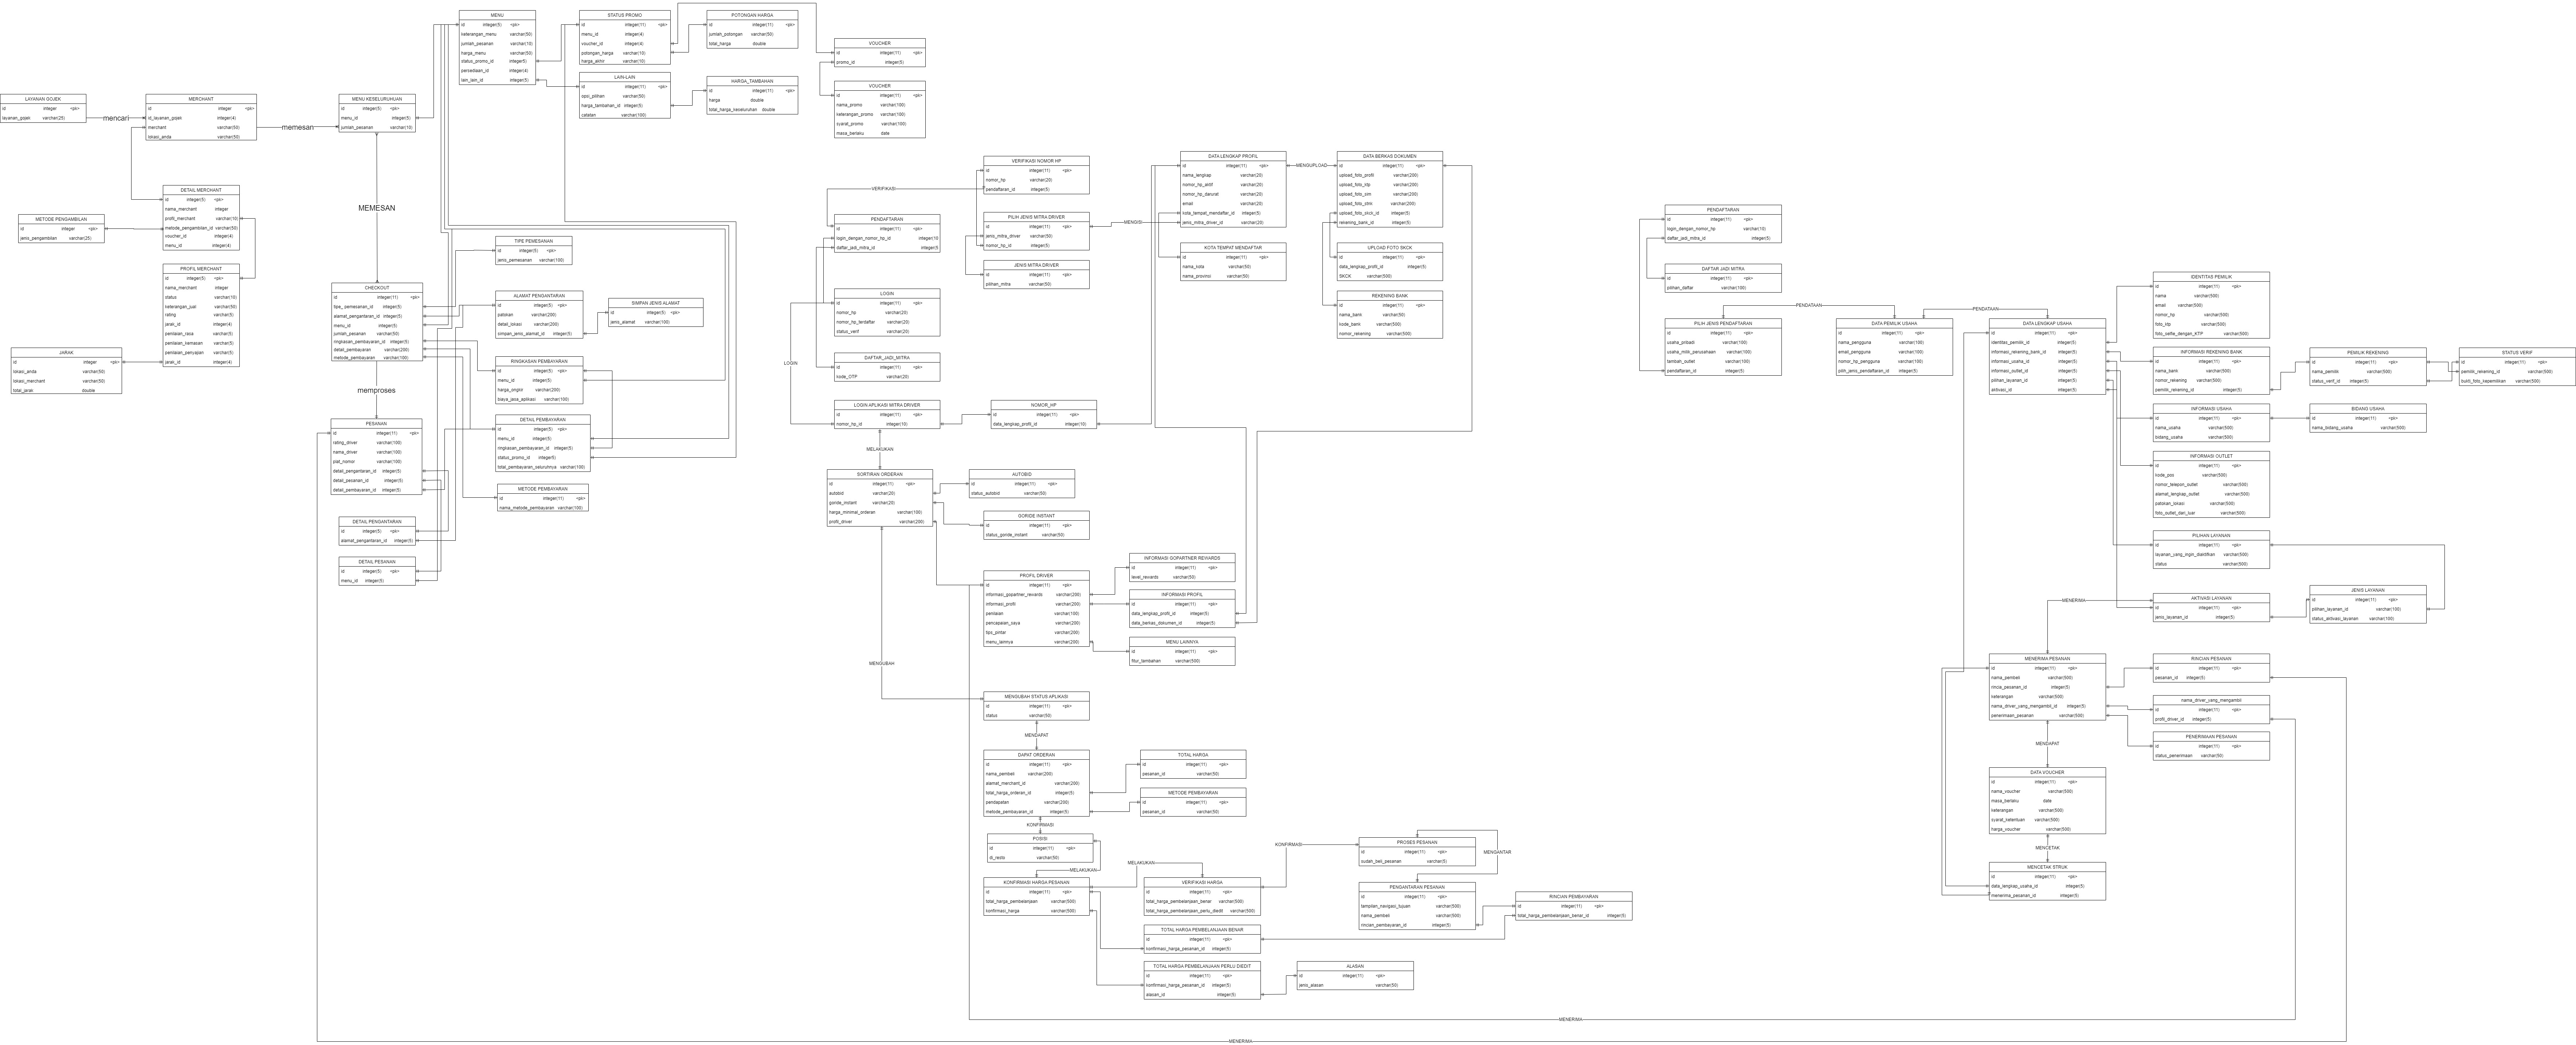 LAYANAN GOJEK
id integer <pk>
layanan_gojek varchar(25)
mencari
MERCHANT
id integer <pk>
id_layanan_gojek integer(4)
merchant varchar(50)
lokasi_anda varchar(50)
memesan
MENU KESELURUHAN
id integer(5) <pk>
menu_id integer(5)
jumlah_pesanan varchar(10)
MENU
id integer(5) <pk>
keterangan_menu varchar(50)
jumlah_pesanan varchar(10)
harga_menu varchar(50)
status_promo_id integer(5)
persediaan_id integer(4)
lain_lain_id integer(5)
STATUS PROMO
id integer(11) <pk>
menu_id integer(4)
voucher_id integer(4)
potongan_harga varchar(10)
harga_akhir varchar(10)
LAIN-LAIN
id integer(11) <pk>
opsi_pilihan varchar(50)
harga_tambahan_id integer(5)
catatan varchar(100)
POTONGAN HARGA
id integer(11) <pk>
jumlah_potongan varchar(50)
total_harga double
HARGA_TAMBAHAN
id integer(11) <pk>
harga double
total_harga_keseluruhan double
VOUCHER
id integer(11) <pk>
promo_id integer(5)
VOUCHER
id integer(11) <pk>
nama_promo varchar(100)
keterangan_promo varchar(100)
syarat_promo varchar(100)
masa_berlaku date
DETAIL MERCHANT
id integer(5) <pk>
nama_merchant integer
profil_merchant varchar(10)
metode_pengambilan_id varchar(50)
voucher_id integer(4)
menu_id integer(4)
METODE PENGAMBILAN
id integer <pk>
jenis_pengambilan varchar(25)
PROFIL MERCHANT
id integer(5) <pk>
nama_merchant integer
status varchar(10)
keterangan_jual varchar(50)
rating varchar(5)
jarak_id integer(4)
penilaian_rasa varchar(5)
penilaian_kemasan varchar(5)
penilaian_penyajian varchar(5)
jarak_id integer(4)
JARAK
id integer <pk>
lokasi_anda varchar(50)
lokasi_merchant varchar(50)
total_jarak double
MEMESAN
CHECKOUT
id integer(11) <pk>
tipe_ pemesanan_id integer(5)
alamat_pengantaran_id integer(5)
menu_id integer(5)
jumlah_pesanan varchar(50)
ringkasan_pembayaran_id integer(5)
detail_pembayaran varchar(200)
metode_pembayaran varchar(100)
memproses
PESANAN
id integer(11) <pk>
rating_driver varchar(100)
nama_driver varchar(100)
plat_nomor varchar(100)
detail_pengantaran_id integer(5)
detail_pesanan_id integer(5)
detail_pembayaran_id integer(5)
DETAIL PENGANTARAN
id integer(5) <pk>
alamat_pengantaran_id integer(5)
DETAIL PESANAN
id integer(5) <pk>
menu_id integer(5)
TIPE PEMESANAN
id integer(5) <pk>
jenis_pemesanan varchar(100)
ALAMAT PENGANTARAN
id integer(5) <pk>
patokan varchar(200)
detail_lokasi varchar(200)
simpan_jenis_alamat_id integer(5)
SIMPAN JENIS ALAMAT
id integer(5) <pk>
jenis_alamat varchar(100)
RINGKASAN PEMBAYARAN
id integer(5) <pk>
menu_id integer(5)
harga_ongkir varchar(200)
biaya_jasa_aplikasi varchar(100)
DETAIL PEMBAYARAN
id integer(5) <pk>
menu_id integer(5)
ringkasan_pembayaran_id integer(5)
status_promo_id integer(5)
total_pembayaran_seluruhnya varchar(100)
METODE PEMBAYARAN
id integer(11) <pk>
nama_metode_pembayaran varchar(100)
VERIFIKASI NOMOR HP
id integer(11) <pk>
nomor_hp varchar(20)
pendaftaran_id integer(5)
VERIFIKASI
PENDAFTARAN
id integer(11) <pk>
login_dengan_nomor_hp_id integer(10
daftar_jadi_mitra_id integer(5
PILIH JENIS MITRA DRIVER
id integer(11) <pk>
jenis_mitra_driver varchar(50)
nomor_hp_id integer(5)
JENIS MITRA DRIVER
id integer(11) <pk>
pilihan_mitra varchar(50)
LOGIN
id integer(11) <pk>
nomor_hp varchar(20)
nomor_hp_terdaftar varchar(20)
status_verif varchar(20)
LOGIN
DAFTAR_JADI_MITRA
id integer(11) <pk>
kode_OTP varchar(20)
LOGIN APLIKASI MITRA DRIVER
id integer(11) <pk>
nomor_hp_id integer(10)
NOMOR_HP
id integer(11) <pk>
data_lengkap_profil_id integer(10)
MENGISI
DATA LENGKAP PROFIL
id integer(11) <pk>
nama_lengkap varchar(20)
nomor_hp_aktif varchar(20)
nomor_hp_darurat varchar(20)
email varchar(20)
kota_tempat_mendaftar_id integer(5)
jenis_mitra_driver_id varchar(20)
MENGUPLOAD
DATA BERKAS DOKUMEN
id integer(11) <pk>
upload_foto_profil varchar(200)
upload_foto_ktp varchar(200)
upload_foto_sim varchar(200)
upload_foto_stnk varchar(200)
upload_foto_skck_id integer(5)
rekening_bank_id integer(5)
KOTA TEMPAT MENDAFTAR
id integer(11) <pk>
nama_kota varchar(50)
nama_provinsi varchar(50)
UPLOAD FOTO SKCK
id integer(11) <pk>
data_lengkap_profil_id integer(5)
SKCK varchar(500)
REKENING BANK
id integer(11) <pk>
nama_bank varchar(50)
kode_bank varchar(500)
nomor_rekening varchar(500)
MELAKUKAN
SORTIRAN ORDERAN
id integer(11) <pk>
autobid varchar(20)
goride_instant varchar(20)
harga_minimal_orderan varchar(100)
profil_driver varchar(200)
AUTOBID
id integer(11) <pk>
status_autobid varchar(50)
GORIDE INSTANT
id integer(11) <pk>
status_goride_instant varchar(50)
PROFIL DRIVER
id integer(11) <pk>
informasi_gopartner_rewards varchar(200)
informasi_profil varchar(200)
penilaian varchar(100)
pencapaian_saya varchar(200)
tips_pintar varchar(200)
menu_lainnya varchar(200)
INFORMASI GOPARTNER REWARDS
id integer(11) <pk>
level_rewards varchar(50)
INFORMASI PROFIL
id integer(11) <pk>
data_lengkap_profil_id integer(5)
data_berkas_dokumen_id integer(5)
MENU LAINNYA
id integer(11) <pk>
fitur_tambahan varchar(500)
MENGUBAH
MENGUBAH STATUS APLIKASI
id integer(11) <pk>
status varchar(50)
MENDAPAT
DAPAT ORDERAN
id integer(11) <pk>
nama_pembeli varchar(200)
alamat_merchant_id varchar(200)
total_harga_orderan_id integer(5)
pendapatan varchar(200)
metode_pembayaran_id integer(5)
TOTAL HARGA
id integer(11) <pk>
pesanan_id varchar(50)
METODE PEMBAYARAN
id integer(11) <pk>
pesanan_id varchar(50)
KONFIRMASI
POSISI
id integer(11) <pk>
di_resto varchar(50)
MELAKUKAN
KONFIRMASI HARGA PESANAN
id integer(11) <pk>
total_harga_pembelanjaan varchar(500)
konfirmasi_harga varchar(500)
MELAKUKAN
VERIFIKASI HARGA
id integer(11) <pk>
total_harga_pembelanjaan_benar varchar(500)
total_harga_pembelanjaan_perlu_diedit varchar(500)
TOTAL HARGA PEMBELANJAAN BENAR
id integer(11) <pk>
konfirmasi_harga_pesanan_id integer(5)
TOTAL HARGA PEMBELANJAAN PERLU DIEDIT
id integer(11) <pk>
konfirmasi_harga_pesanan_id integer(5)
alasan_id integer(5)
ALASAN
id integer(11) <pk>
jenis_alasan varchar(50)
KONFIRMASI
PROSES PESANAN
id integer(11) <pk>
sudah_beli_pesanan varchar(5)
MENGANTAR
PENGANTARAN PESANAN
id integer(11) <pk>
tampilan_navigasi_tujuan varchar(500)
nama_pembeli varchar(500)
rincian_pembayaran_id integer(5)
RINCIAN PEMBAYARAN
id integer(11) <pk>
total_harga_pembelanjaan_benar_id integer(5)
PENDAFTARAN
id integer(11) <pk>
login_dengan_nomor_hp varchar(10)
daftar_jadi_mitra_id integer(5)
DAFTAR JADI MITRA
id integer(11) <pk>
pilihan_daftar varchar(100)
PENDATAAN
PILIH JENIS PENDAFTARAN
id integer(11) <pk>
usaha_pribadi varchar(100)
usaha_milik_perusahaan varchar(100)
tambah_outlet varchar(100)
pendaftaran_id integer(5)
DATA PEMILIK USAHA
id integer(11) <pk>
nama_pengguna varchar(100)
email_pengguna varchar(100)
nomor_hp_pengguna varchar(100)
pilih_jenis_pendaftaran_id integer(5)
PENDATAAN
DATA LENGKAP USAHA
id integer(11) <pk>
identitas_pemilik_id integer(5)
informasi_rekening_bank_id integer(5)
informasi_usaha_id integer(5)
informasi_outlet_id integer(5)
pilihan_layanan_id integer(5)
aktivasi_id integer(5)
IDENTITAS PEMILIK
id integer(11) <pk>
nama varchar(500)
email varchar(500)
nomor_hp varchar(500)
foto_ktp varchar(500)
foto_selfie_dengan_KTP varchar(500)
INFORMASI REKENING BANK
id integer(11) <pk>
nama_bank varchar(500)
nomor_rekening varchar(500)
pemilik_rekening_id integer(5)
PEMILIK REKENING
id integer(11) <pk>
nama_pemilik varchar(500)
status_verif_id integer(5)
STATUS VERIF
id integer(11) <pk>
pemilik_rekening_id varchar(500)
bukti_foto_kepemilikan varchar(500)
INFORMASI USAHA
id integer(11) <pk>
nama_usaha varchar(500)
bidang_usaha varchar(500)
BIDANG USAHA
id integer(11) <pk>
nama_bidang_usaha varchar(500)
INFORMASI OUTLET
id integer(11) <pk>
kode_pos varchar(500)
nomor_telepon_outlet varchar(500)
alamat_lengkap_outlet varchar(500)
patokan_lokasi varchar(500)
foto_outlet_dari_luar varchar(500)
PILIHAN LAYANAN
id integer(11) <pk>
layanan_yang_ingin_diaktifkan varchar(500)
status varchar(500)
AKTIVASI LAYANAN
id integer(11) <pk>
jenis_layanan_id integer(5)
JENIS LAYANAN
id integer(11) <pk>
pilihan_layanan_id varchar(100)
status_aktivasi_layanan varchar(100)
MENERIMA
MENERIMA PESANAN
id integer(11) <pk>
nama_pembeli varchar(500)
rincia_pesanan_id integer(5)
keterangan varchar(500)
nama_driver_yang_mengambil_id integer(5)
penerimaan_pesanan varchar(500)
RINCIAN PESANAN
id integer(11) <pk>
pesanan_id integer(5)
nama_driver_yang_mengambil
id integer(11) <pk>
profil_driver_id integer(5)
PENERIMAAN PESANAN
id integer(11) <pk>
status_penerimaan varchar(50)
MENDAPAT
DATA VOUCHER
id integer(11) <pk>
nama_voucher varchar(500)
masa_berlaku date
keterangan varchar(500)
syarat_ketentuan varchar(500)
harga_voucher varchar(500)
MENCETAK
MENCETAK STRUK
id integer(11) <pk>
data_lengkap_usaha_id integer(5)
menerima_pesanan_id integer(5)
MENERIMA
MENERIMA